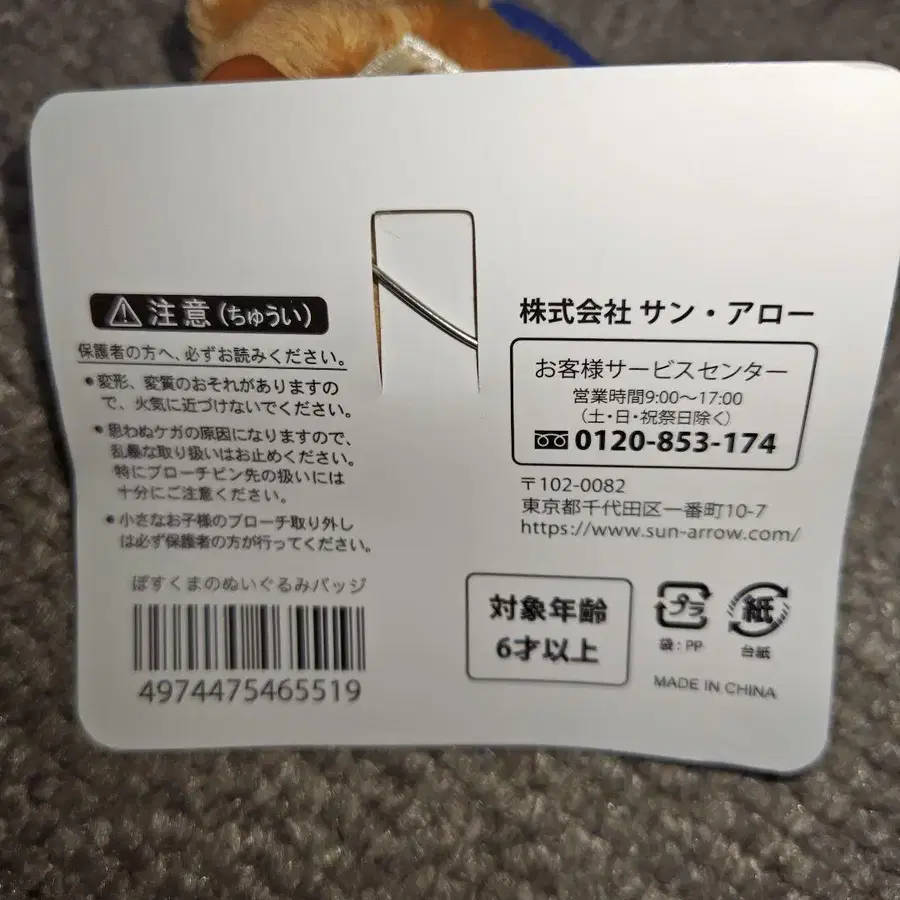 注意(ちゅうい)
保護者の方へ、必ずお読みください。
•変形、変質のおそれがありますの
で、火気に近づけないでください。
•思わぬケガの原因になりますので、
乱暴な取り扱いはお止めください。
特にブローチピン先の扱いには
十分にご注意ください。
•小さなお子様のブローチ取り外し
は必ず保護者の方が行ってください。
ぽすくまのぬいぐるみバッジ
4974475465519
株式会社 サン・アロー
お客様サービスセンター
営業時間9:00〜17:00
(土・日・祝祭日除く)
0120-853-174
〒102-0082
東京都千代田区一番町10-7
https://www.sun-arrow.com/
対象年齢
6才以上
プラ
袋:PP
紙
台紙
MADE IN CHINA